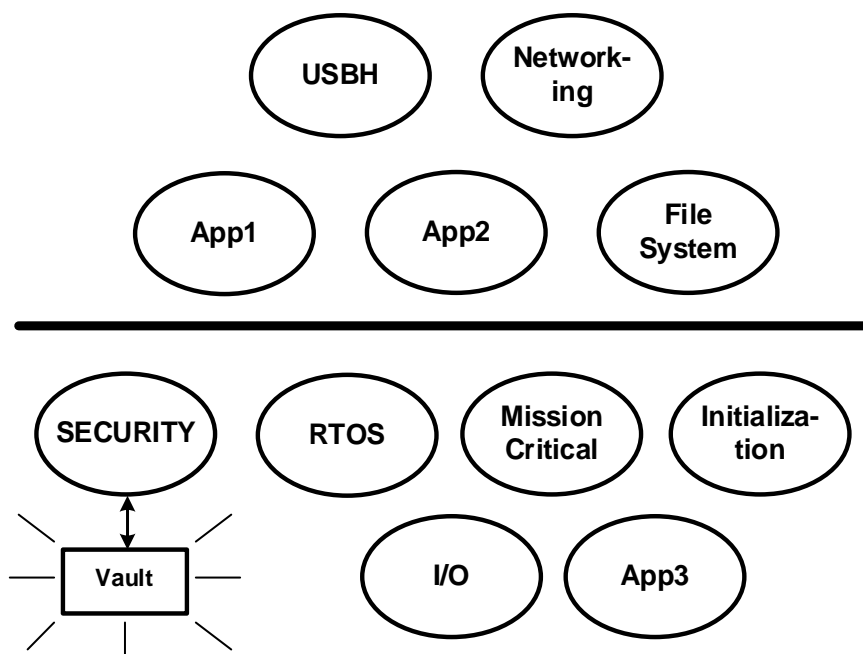 USBH
Network-
ing
App1
App2
File
System
SECURITY
RTOS
Mission
Critical
Initializa-
tion
Vault
I/O
App3